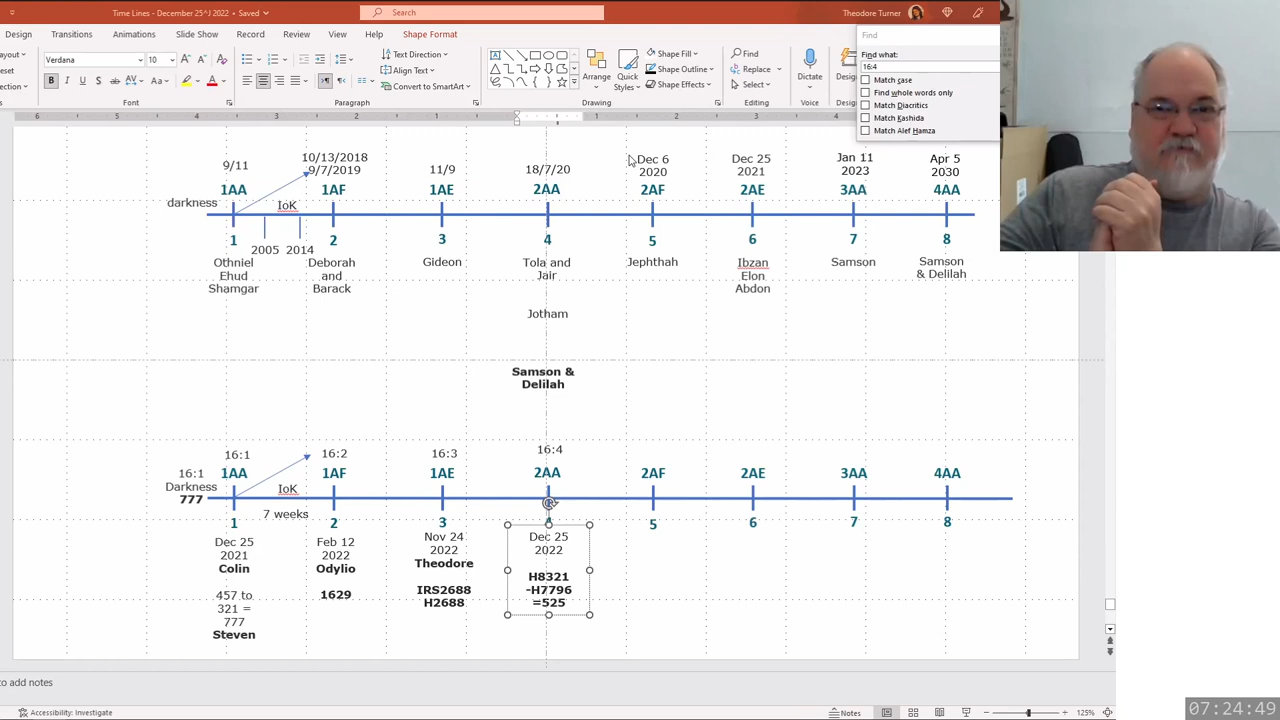 Time Lines - December 25^J 2022 • Saved
Search
Theodore Turner
Design
Transitions
Animations
Slide Show
Record
Review
View
Help
Shape Format
Find
ayout
Reset
Section
Verdana
10
Text Direction
Align Text
Convert to SmartArt
Arrange
Quick
Styles
Shape Fill
Shape Outline
Shape Effects
Find
Replace
Select
Dictate
Find what:
16:4
Match case
Find whole words only
Match Diacritics
Match Kashida
Match Alef Hamza
Font
Paragraph
Drawing
Editing
Voice
9/11
10/13/2018
9/7/2019
11/9
18/7/20
Dec 6
2020
Dec 25
2021
Jan 11
2023
Apr 5
2030
1AA
1AF
1AE
2AA
2AF
2AE
3AA
4AA
darkness
IoK
1
2005
2014
2
3
4
5
6
7
8
Othniel
Ehud
Shamgar
Deborah
and
Barack
Gideon
Tola and
Jair
Jephthah
Ibzan
Elon
Abdon
Samson
Samson
& Delilah
Jotham
Samson &
Delilah
16:1
16:2
16:3
16:4
16:1
Darkness
777
1AA
1AF
1AE
2AA
2AF
2AE
3AA
4AA
IoK
7 weeks
1
2
3
5
6
7
8
Dec 25
2021
Colin
457 to
321 =
777
Steven
Feb 12
2022
Odylio
1629
Nov 24
2022
Theodore
IRS2688
H2688
Dec 25
2022
H8321
-H7796
=525
to add notes
Accessibility: Investigate
Notes
125%
07:24:49